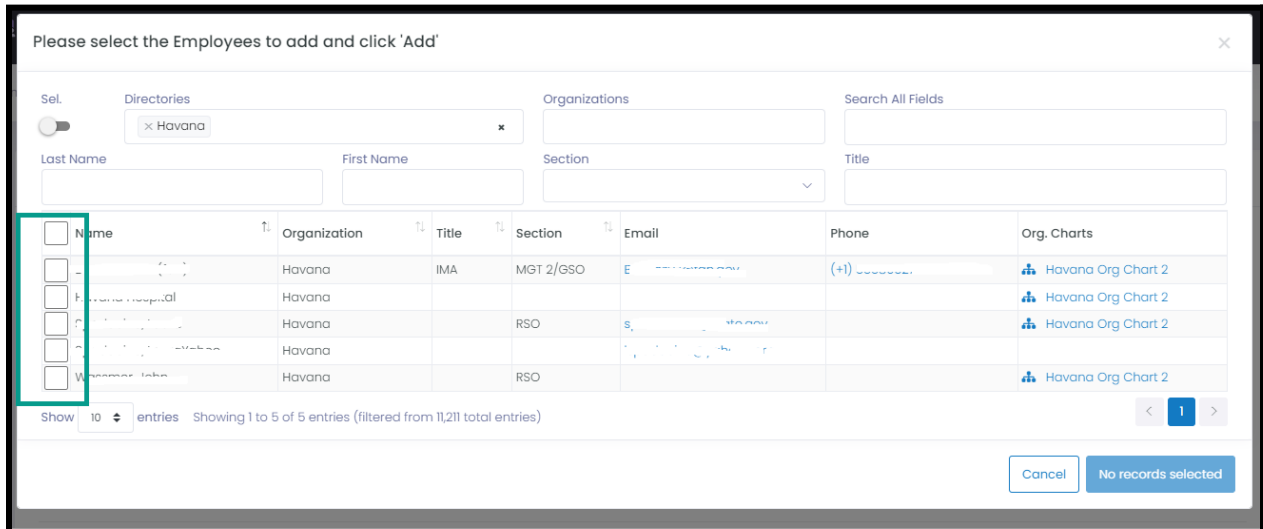 Please select the Employees to add and click 'Add' ×
Sel. Directories Organizations Search All Fields
× Havana ×
Last Name First Name Section Title
Name Organization Title Section Email Phone Org. Charts
Havana IMA MGT 2/GSO (+1) Havana Org Chart 2
Havana Hospital Havana Havana Org Chart 2
Havana RSO Havana Org Chart 2
Havana
John Havana RSO Havana Org Chart 2
Show 10 entries Showing 1 to 5 of 5 entries (filtered from 11,211 total entries) < 1 >
Cancel No records selected